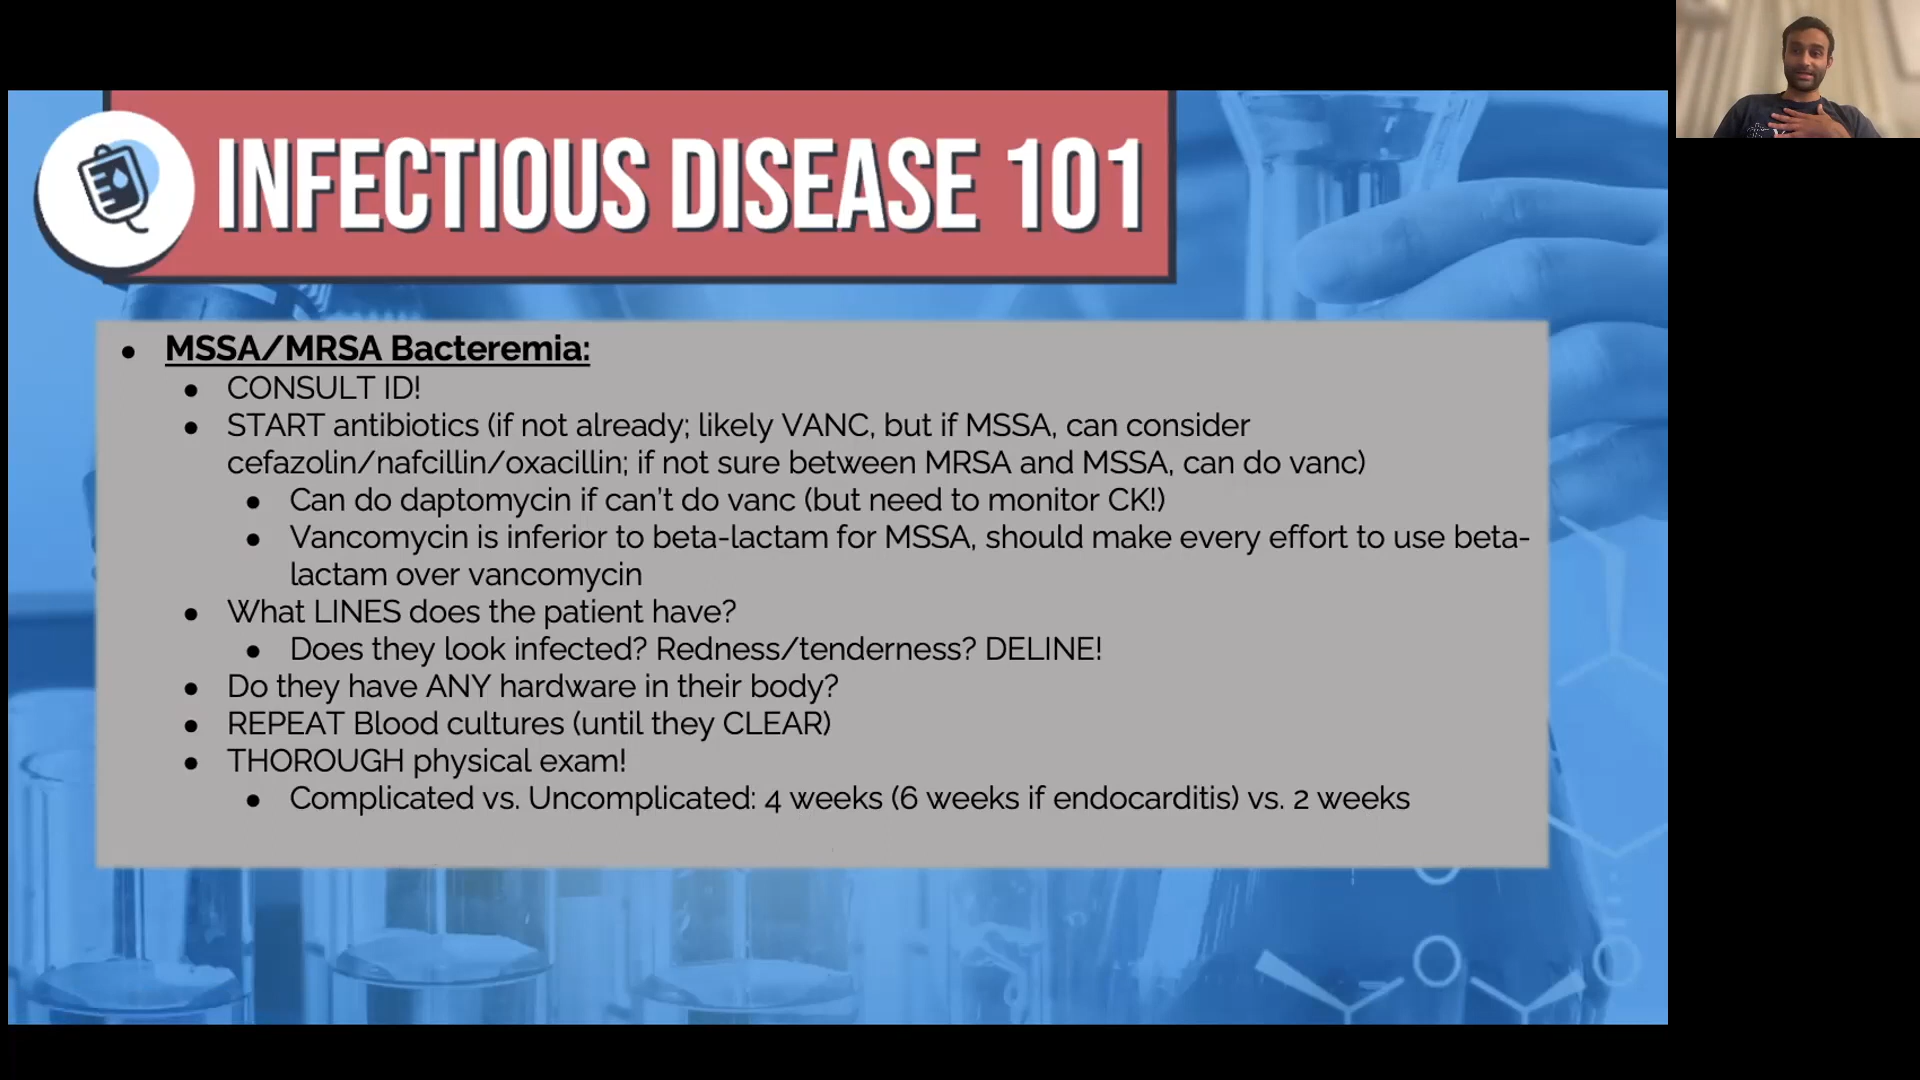 INFECTIOUS DISEASE 101
● MSSA/MRSA Bacteremia:
● CONSULT ID!
● START antibiotics (if not already; likely VANC, but if MSSA, can consider
cefazolin/nafcillin/oxacillin; if not sure between MRSA and MSSA, can do vanc)
● Can do daptomycin if can't do vanc (but need to monitor CK!)
● Vancomycin is inferior to beta-lactam for MSSA, should make every effort to use beta-
lactam over vancomycin
● What LINES does the patient have?
● Does they look infected? Redness/tenderness? DELINE!
● Do they have ANY hardware in their body?
● REPEAT Blood cultures (until they CLEAR)
● THOROUGH physical exam!
● Complicated vs. Uncomplicated: 4 weeks (6 weeks if endocarditis) vs. 2 weeks